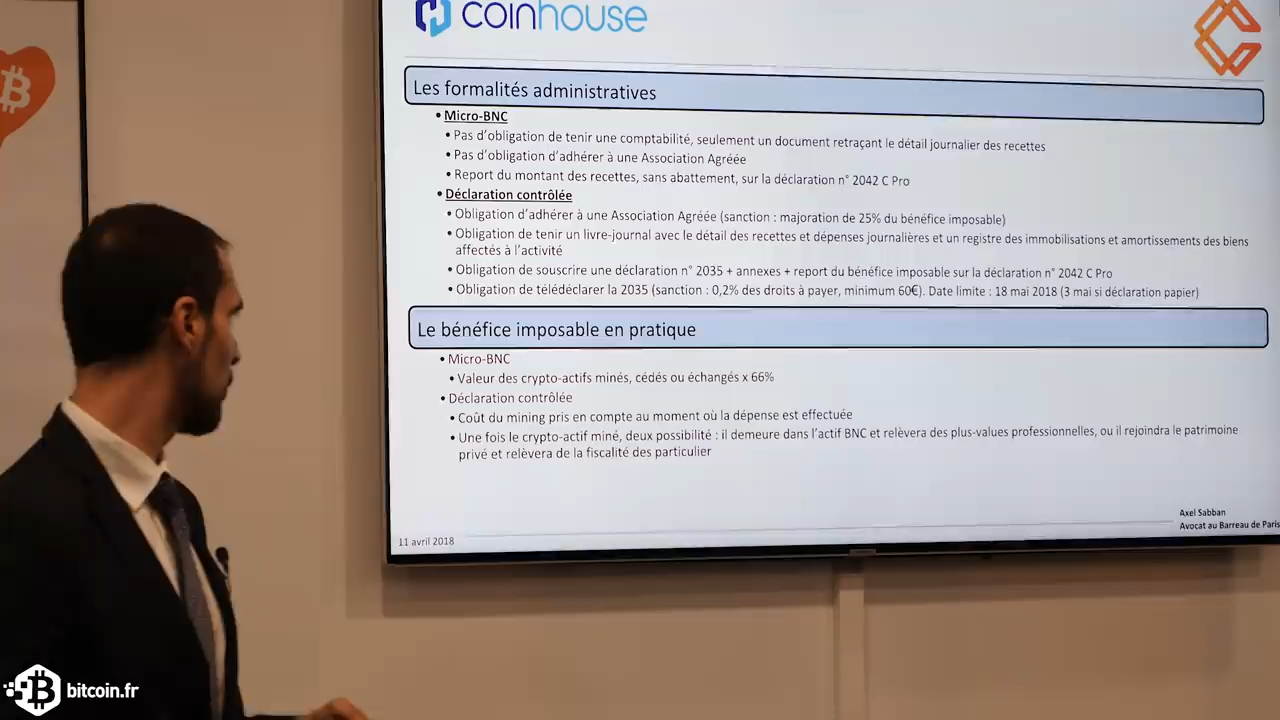 coinhouse
Les formalités administratives
• Micro-BNC
• Pas d'obligation de tenir une comptabilité, seulement un document retraçant le détail journalier des recettes
• Pas d'obligation d'adhérer à une Association Agréée
• Report du montant des recettes, sans abattement, sur la déclaration n° 2042 C Pro
• Déclaration contrôlée
• Obligation d'adhérer à une Association Agréée (sanction : majoration de 25% du bénéfice imposable)
• Obligation de tenir un livre-journal avec le détail des recettes et dépenses journalières et un registre des immobilisations et amortissements des biens
affectés à l'activité
• Obligation de souscrire une déclaration n° 2035 + annexes + report du bénéfice imposable sur la déclaration n° 2042 C Pro
• Obligation de télédéclarer la 2035 (sanction : 0,2% des droits à payer, minimum 60€). Date limite : 18 mai 2018 (3 mai si déclaration papier)
Le bénéfice imposable en pratique
• Micro-BNC
• Valeur des crypto-actifs minés, cédés ou échangés x 66%
• Déclaration contrôlée
• Coût du mining pris en compte au moment où la dépense est effectuée
• Une fois le crypto-actif miné, deux possibilité : il demeure dans l'actif BNC et relèvera des plus-values professionnelles, ou il rejoindra le patrimoine
privé et relèvera de la fiscalité des particulier
Axel Sabban
Avocat au Barreau de Paris
11 avril 2018
bitcoin.fr